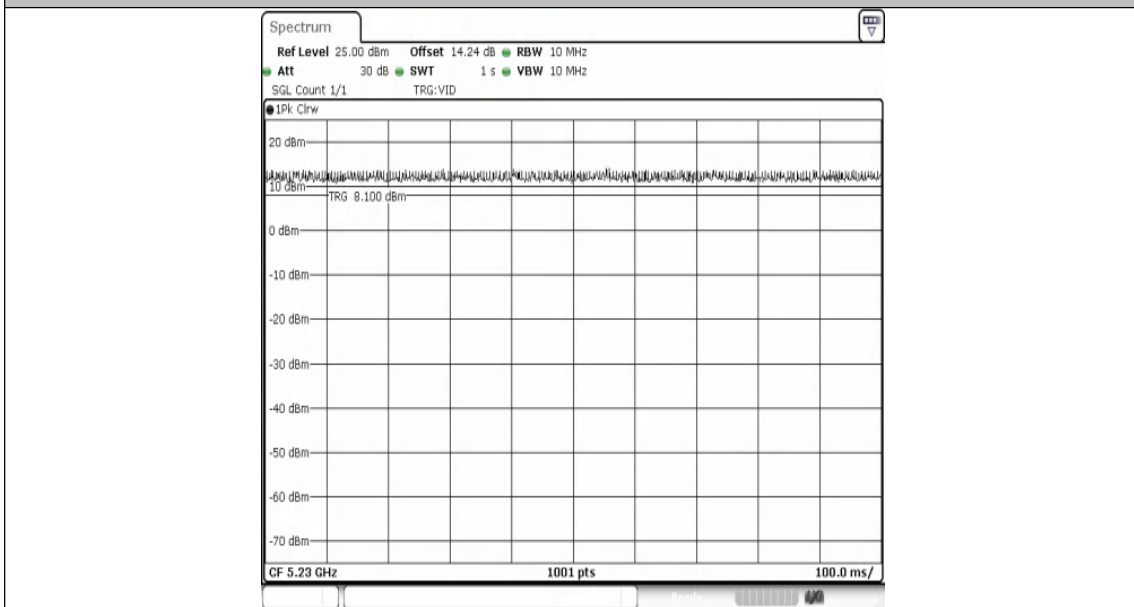 Spectrum
Ref Level 25.00 dBm Offset 14.24 dB RBW 10 MHz
Att 30 dB SWT 1 s VBW 10 MHz
SGL Count 1/1 TRG:VID
1Pk Clrw
20 dBm
10 dBm
TRG 8.100 dBm
0 dBm
-10 dBm
-20 dBm
-30 dBm
-40 dBm
-50 dBm
-60 dBm
-70 dBm
CF 5.23 GHz 1001 pts 100.0 ms/